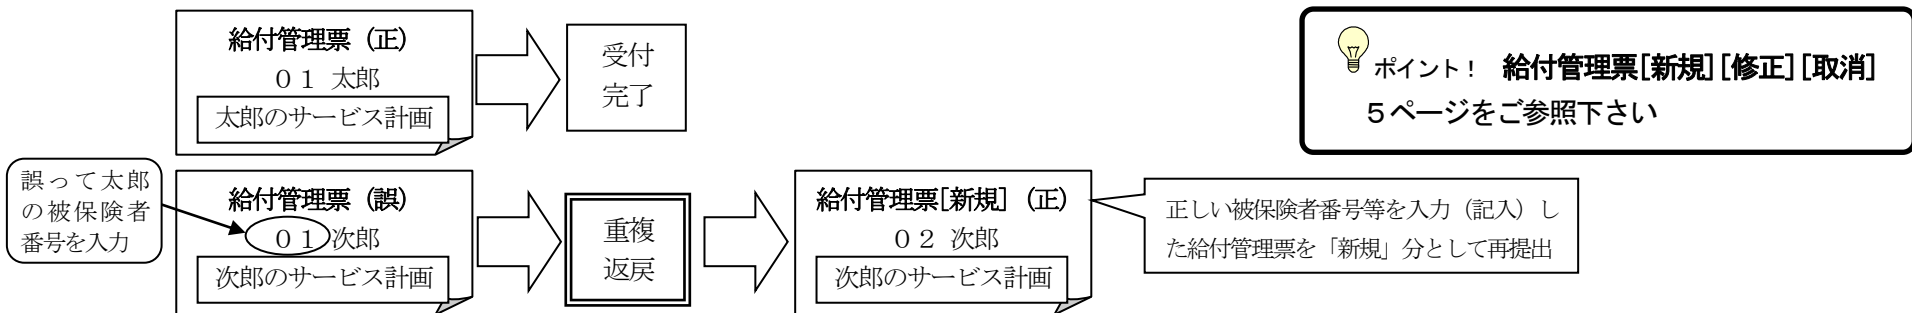 給付管理票（正）
０１ 太郎
太郎のサービス計画
受付
完了
ポイント！ 給付管理票[新規][修正][取消]
５ページをご参照下さい
誤って太郎
の被保険者
番号を入力
給付管理票（誤）
０１次郎
次郎のサービス計画
重複
返戻
給付管理票[新規]（正）
０２ 次郎
次郎のサービス計画
正しい被保険者番号等を入力（記入）し
た給付管理票を「新規」分として再提出